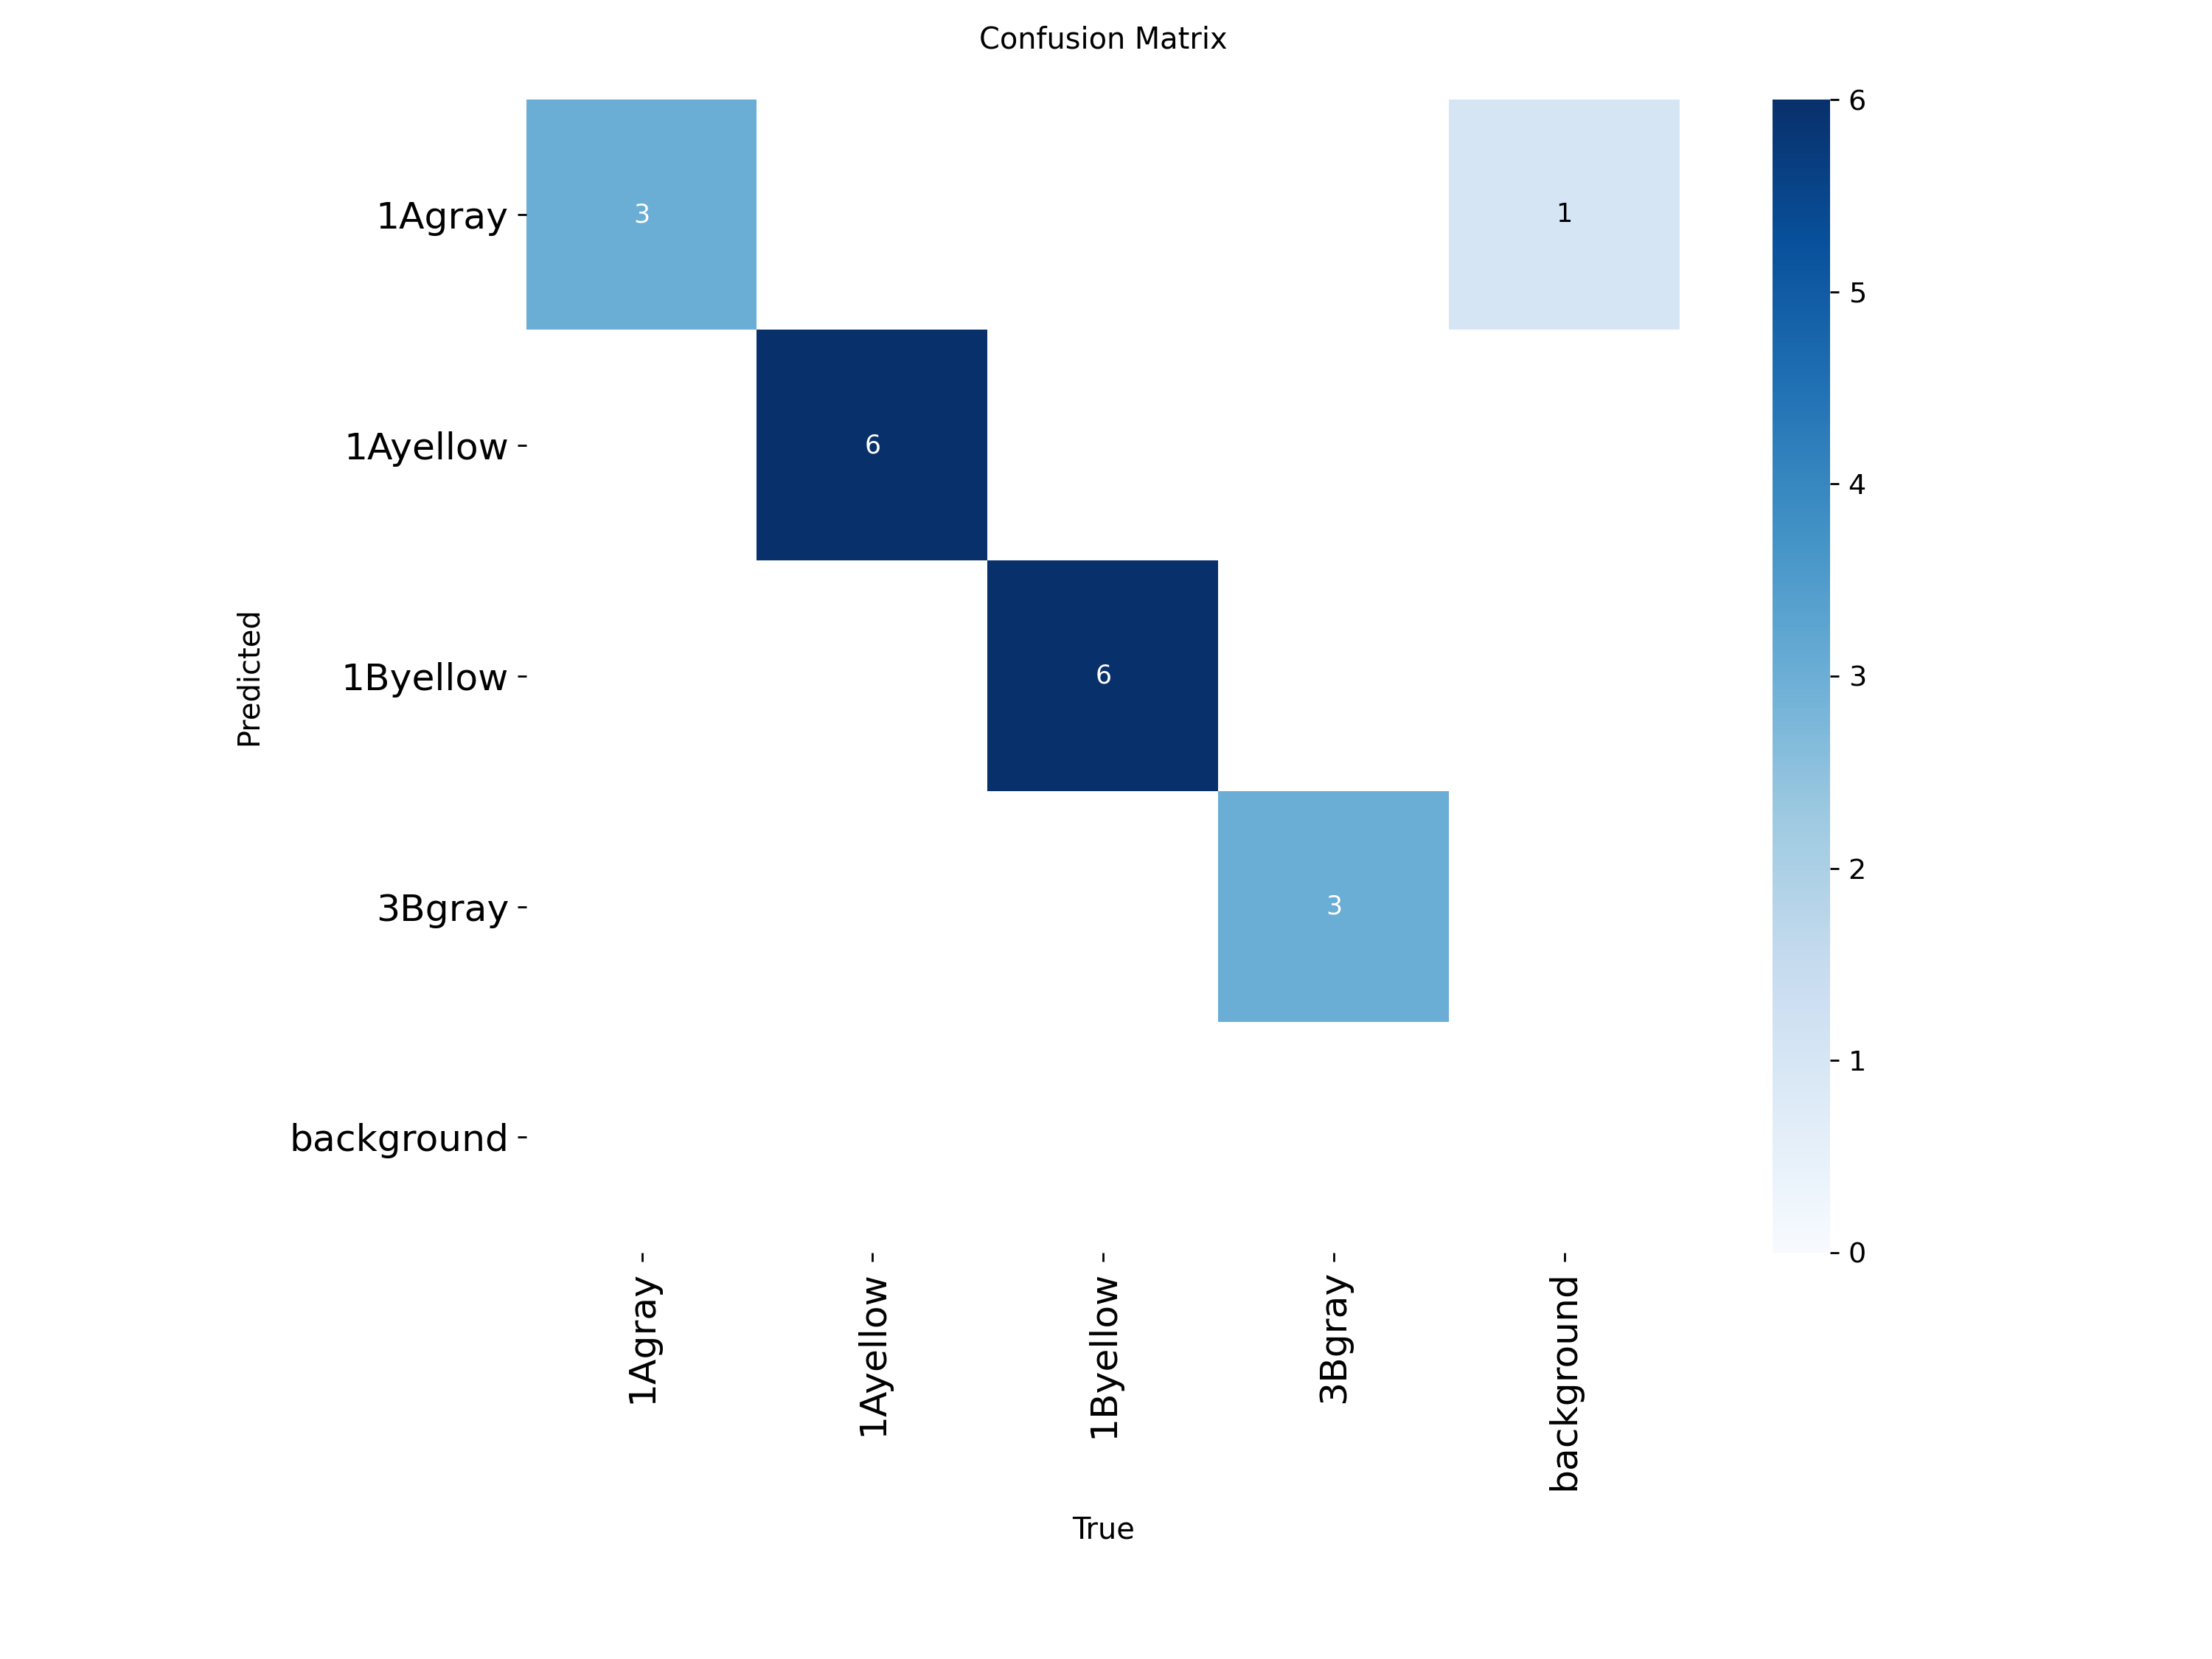 Confusion Matrix
1Agray
1Ayellow
1Byellow
3Bgray
background
Predicted
3
1
6
6
3
6
5
4
3
2
1
0
1Agray
1Ayellow
1Byellow
3Bgray
background
True